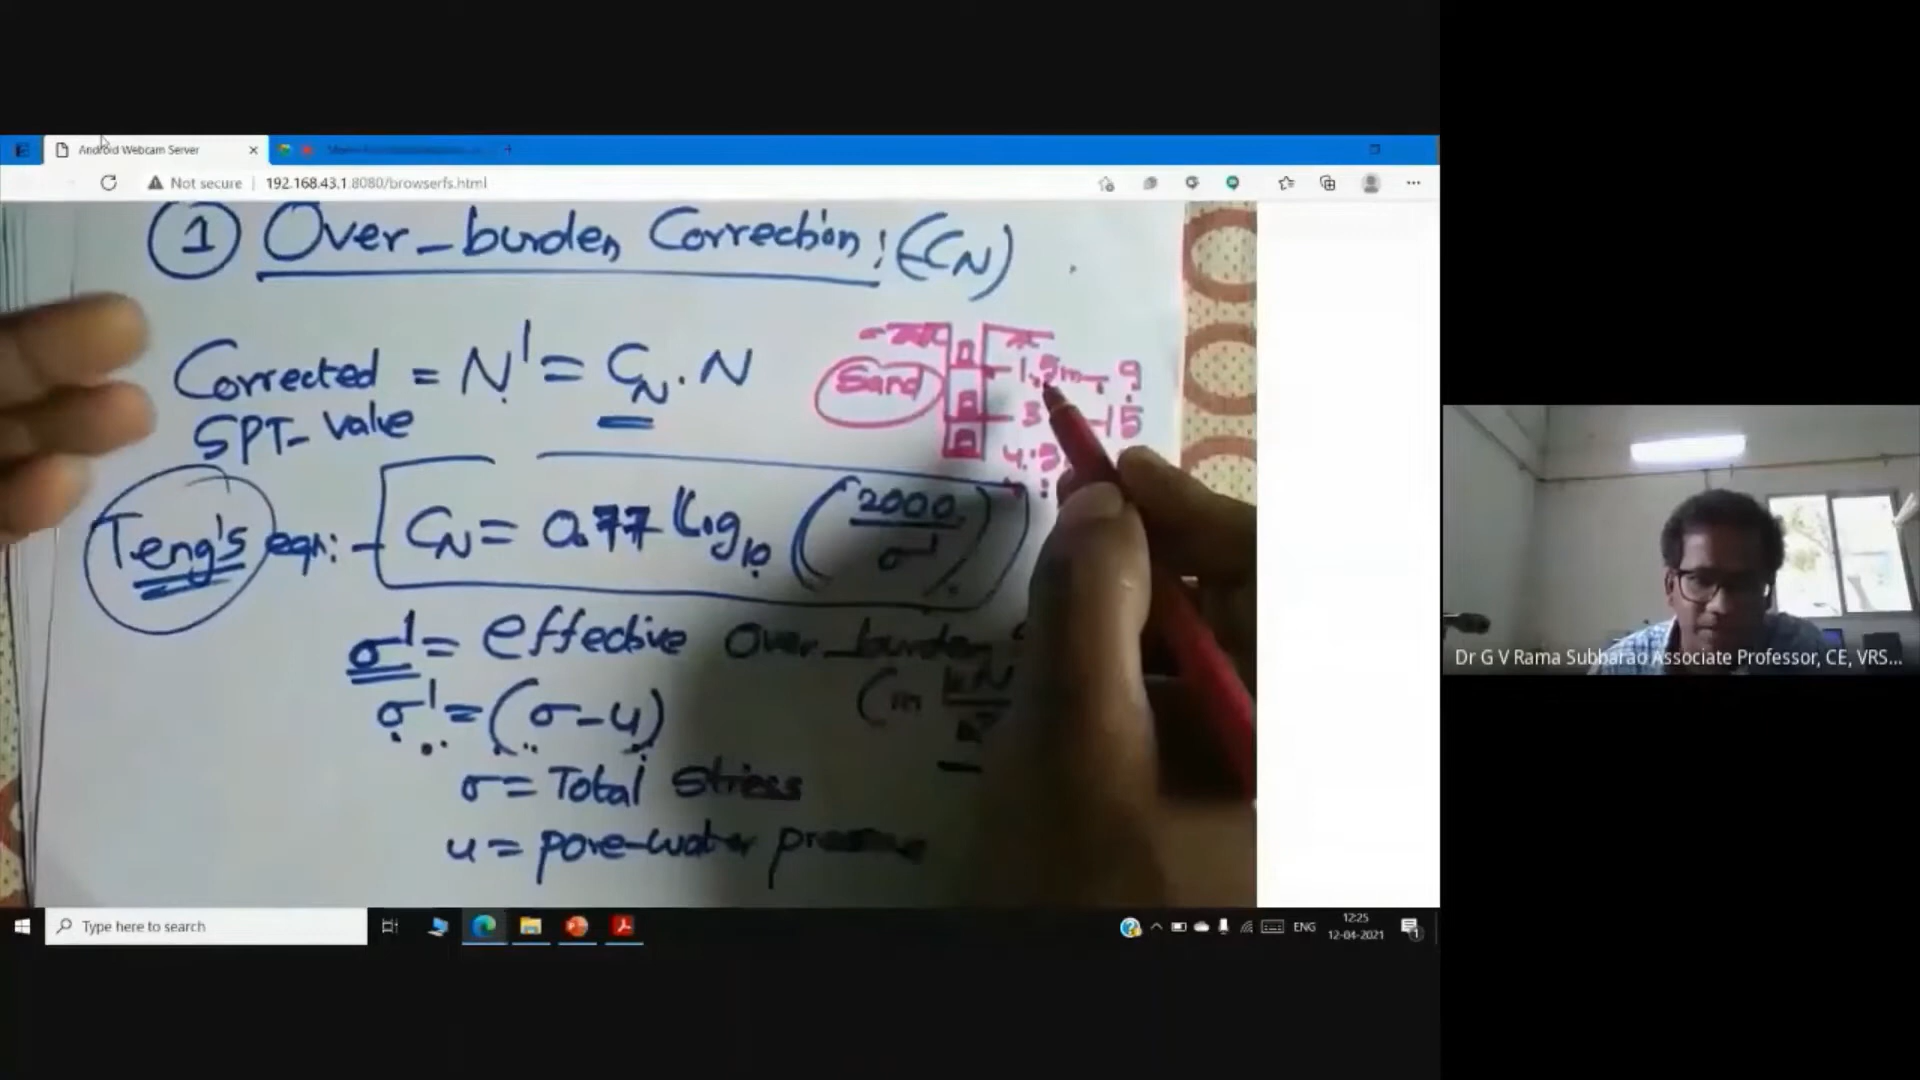 Android Webcam Server
Not secure
192.168.43.1:8080/browserfs.html
1 Over-burden Correction: (CN)
Corrected = N' = CN . N
SPT- value
Sand
1.5m - 9
3 -15
4.5
Teng's eqn: - CN = 0.77 log10 (2000/σ')
σ' = effective over-burden
(in kN
σ' = (σ-u)
σ = Total stress
u = pore-water pressure
Type here to search
ENG
12:25
12-04-2021
1
Dr G V Rama Subbarao Associate Professor, CE, VRS...